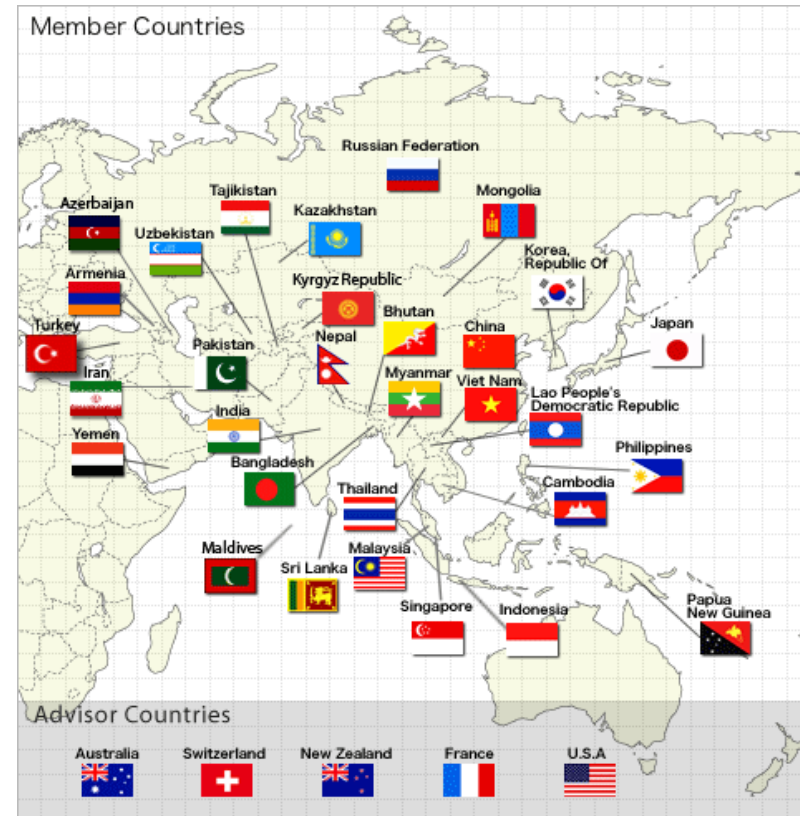 Member Countries
Russian Federation
Tajikistan
Mongolia
Azerbaijan
Kazakhstan
Uzbekistan
Korea,
Republic Of
Armenia
Kyrgyz Republic
Bhutan
Turkey
China
Japan
Nepal
Pakistan
Iran
Myanmar
Viet Nam
Lao People's
Democratic Republic
India
Yemen
Philippines
Bangladesh
Cambodia
Thailand
Maldives
Malaysia
Sri Lanka
Papua
New Guinea
Singapore
Indonesia
Advisor Countries
Australia
Switzerland
New Zealand
France
U.S.A